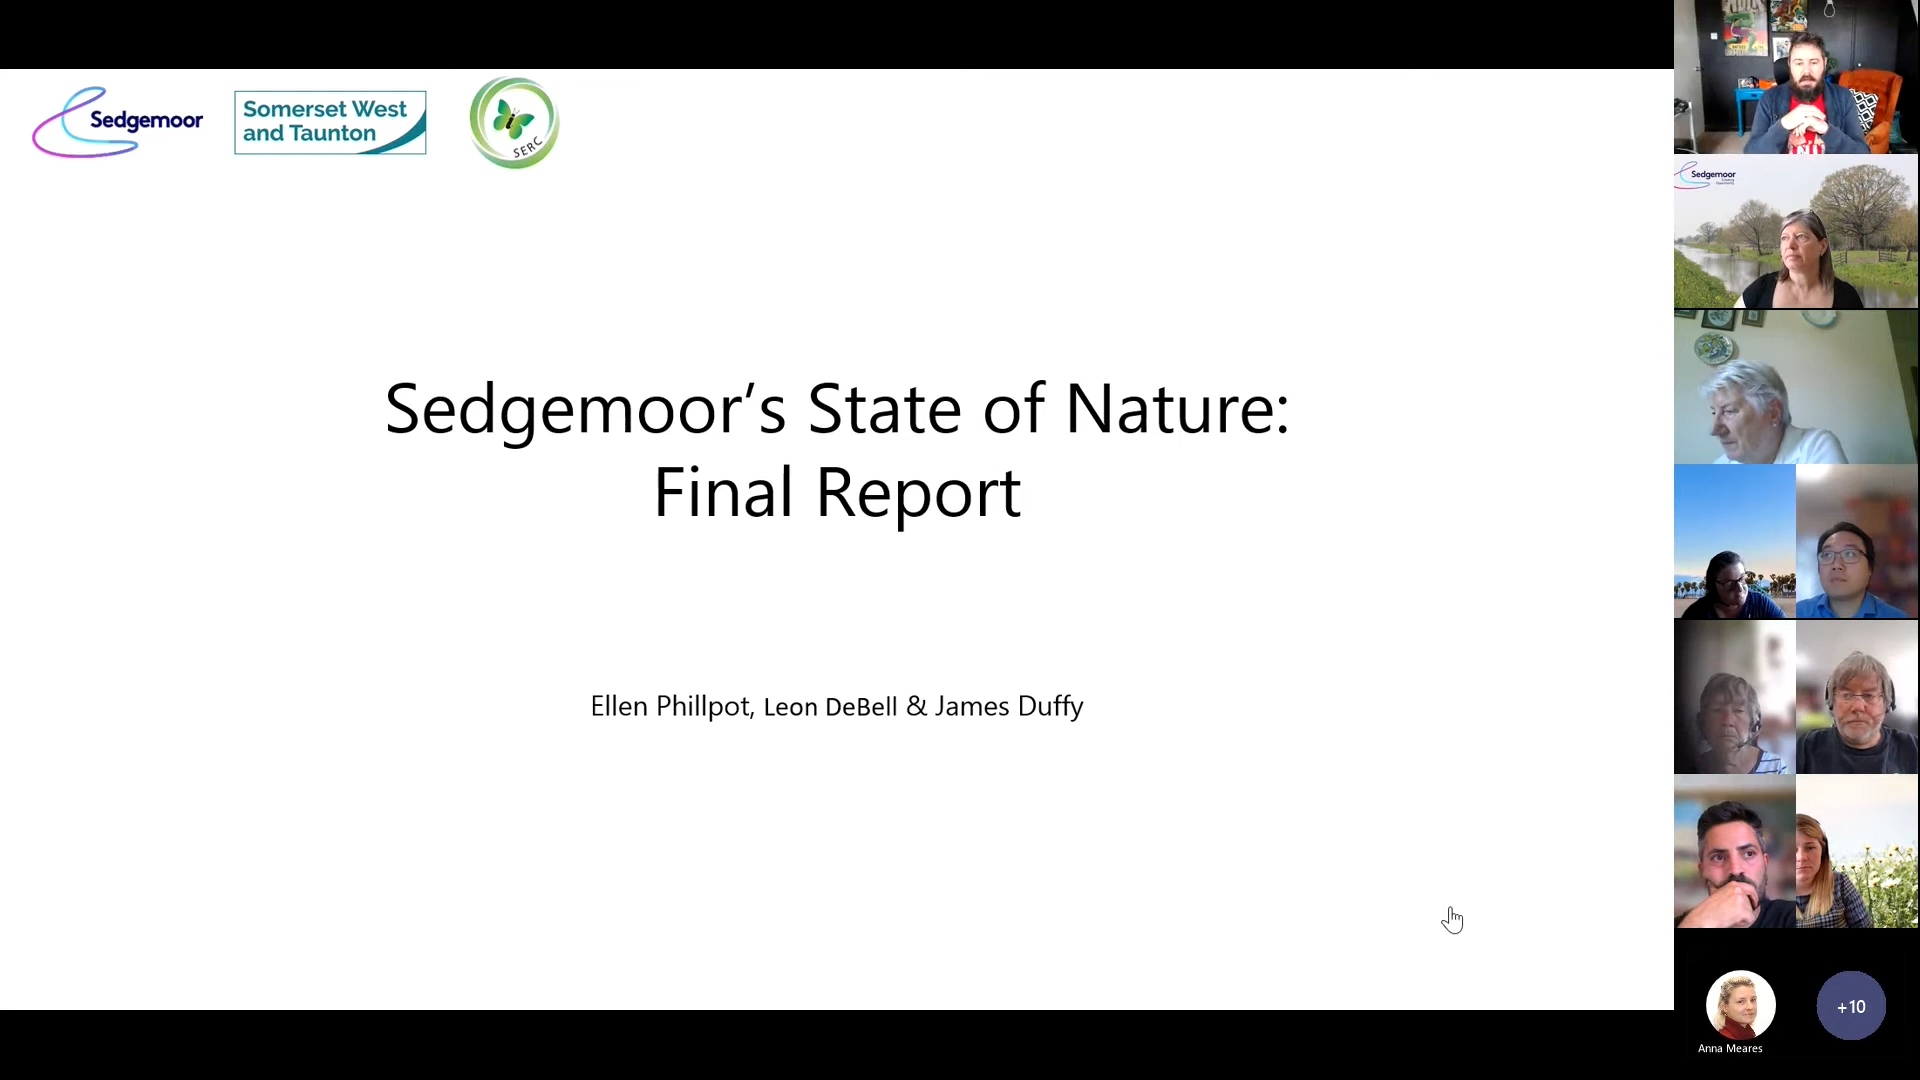 Sedgemoor
Somerset West
and Taunton
SERC
Sedgemoor’s State of Nature:
Final Report
Ellen Phillpot, Leon DeBell & James Duffy
Sedgemoor
Anna Meares
+10